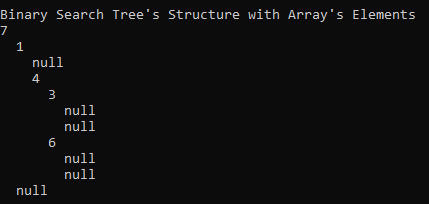 Binary Search Tree's Structure with Array's Elements
7
  1
    null
    4
      3
        null
        null
      6
        null
        null
  null